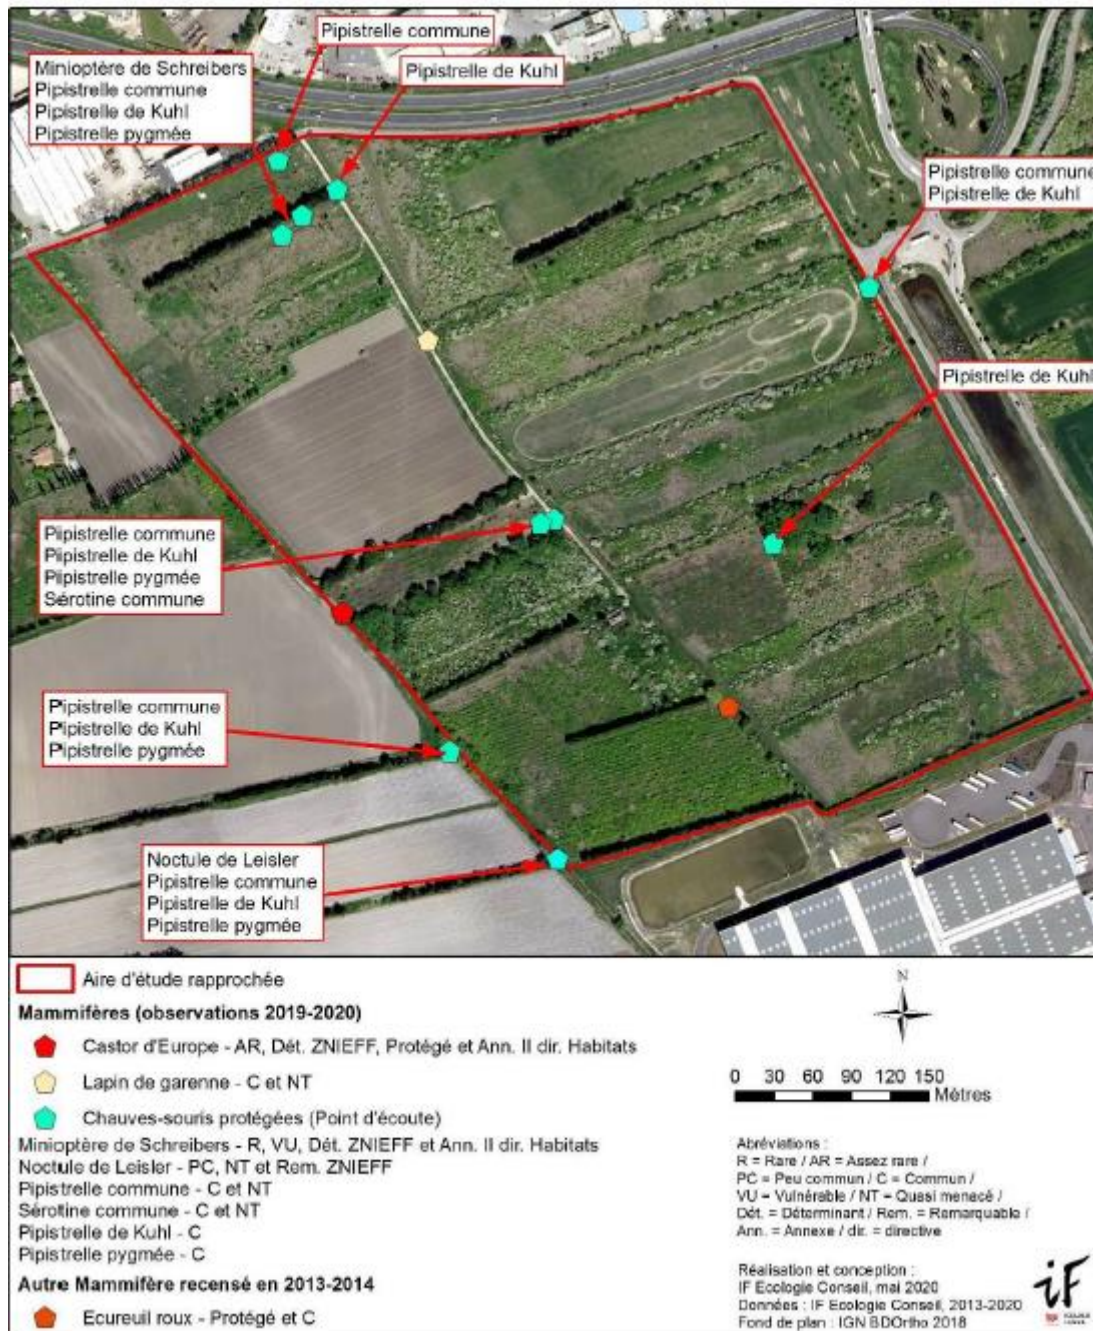 Pipistrelle commune
Minioptère de Schreibers
Pipistrelle commune
Pipistrelle de Kuhl
Pipistrelle pygmée
Pipistrelle de Kuhl
Pipistrelle commune
Pipistrelle de Kuhl
Pipistrelle de Kuhl
Pipistrelle commune
Pipistrelle de Kuhl
Pipistrelle pygmée
Sérotine commune
Pipistrelle commune
Pipistrelle de Kuhl
Pipistrelle pygmée
Noctule de Leisler
Pipistrelle commune
Pipistrelle de Kuhl
Pipistrelle pygmée
Aire d'étude rapprochée
Mammifères (observations 2019-2020)
Castor d'Europe - AR, Dét. ZNIEFF, Protégé et Ann. II dir. Habitats
Lapin de garenne - C et NT
Chauves-souris protégées (Point d'écoute)
Minioptère de Schreibers - R, VU, Dét. ZNIEFF et Ann. II dir. Habitats
Noctule de Leisler - PC, NT et Rem. ZNIEFF
Pipistrelle commune - C et NT
Sérotine commune - C et NT
Pipistrelle de Kuhl - C
Pipistrelle pygmée - C
Autre Mammifère recensé en 2013-2014
Ecureuil roux - Protégé et C
N
0 30 60 90 120 150
Mètres
Abréviations :
R = Rare / AR = Assez rare /
PC = Peu commun / C = Commun /
VU = Vulnérable / NT = Quasi menacé /
Dét. = Déterminant / Rem. = Remarquable /
Ann. = Annexe / dir. = directive
Réalisation et conception :
IF Ecologie Conseil, mai 2020
Données : IF Ecologie Conseil, 2013-2020
Fond de plan : IGN BDOrtho 2018
iF